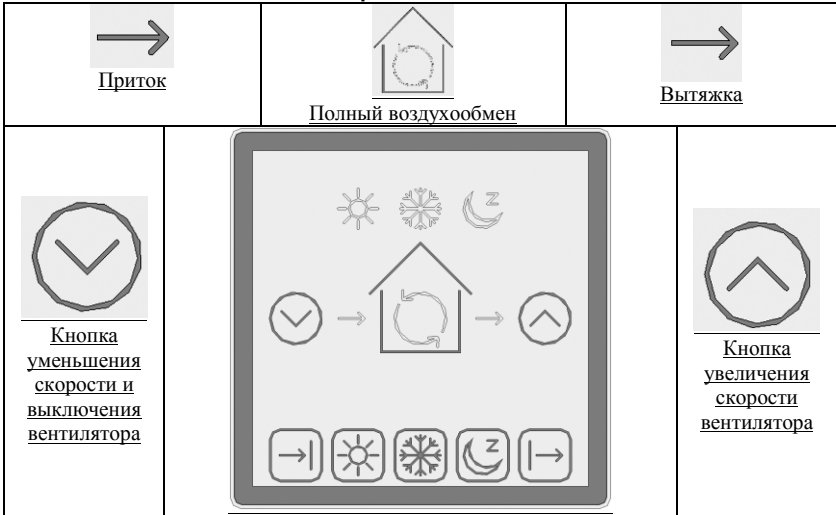 Приток
Полный воздухообмен
Вытяжка
Кнопка
уменьшения
скорости и
выключения
вентилятора
z
z
Кнопка
увеличения
скорости
вентилятора